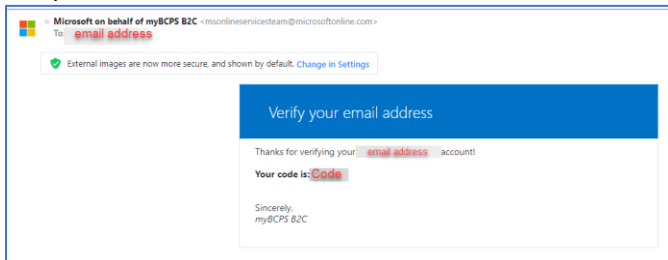 Microsoft on behalf of myBCPS B2C <msonlineservicesteam@microsoftonline.com>
To: email address
External images are now more secure, and shown by default. Change in Settings
Verify your email address
Thanks for verifying your email address account!
Your code is: Code
Sincerely,
myBCPS B2C